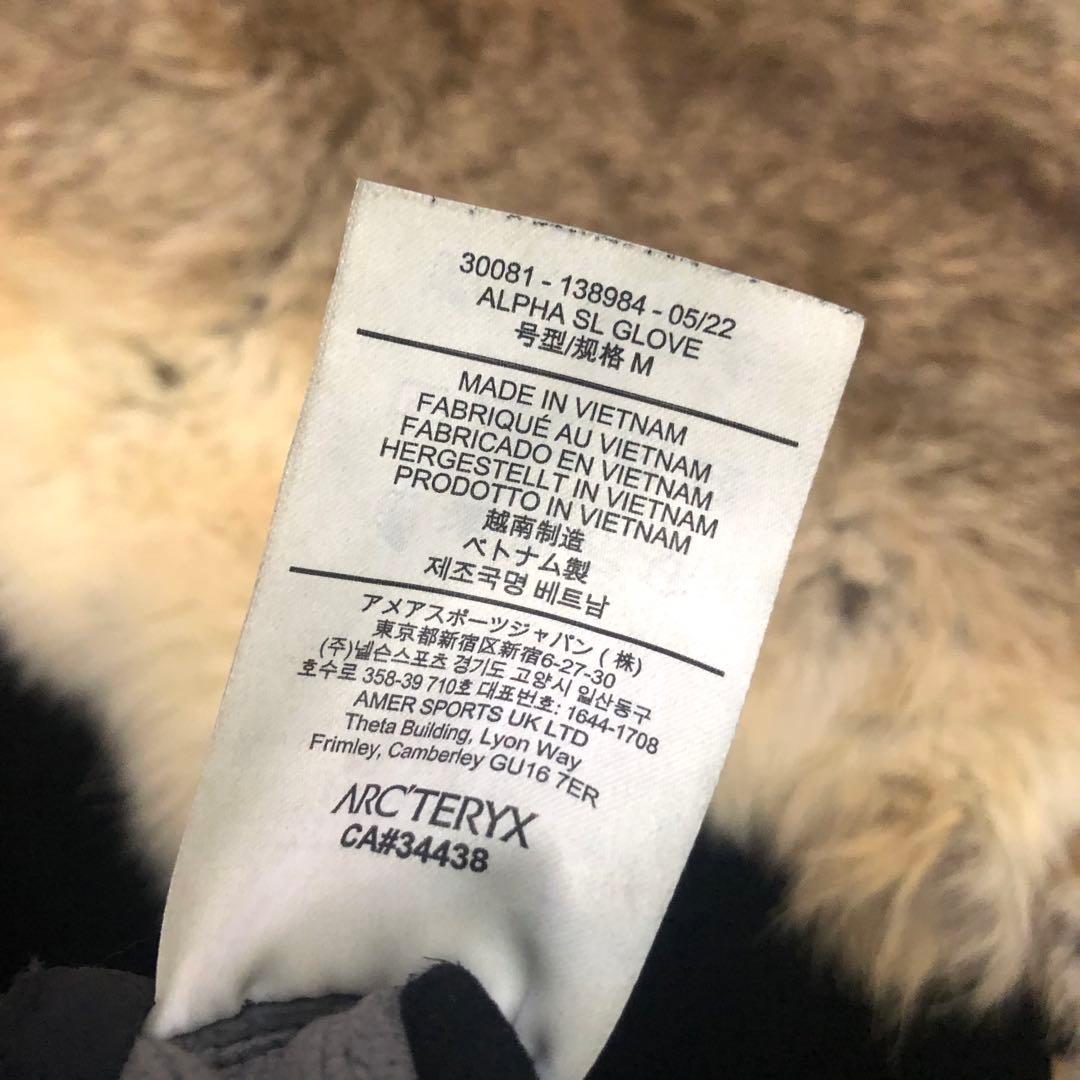 30081 - 138984 - 05/22
ALPHA SL GLOVE
号型/规格 M
MADE IN VIETNAM
FABRIQUÉ AU VIETNAM
FABRICADO EN VIETNAM
HERGESTELLT IN VIETNAM
PRODOTTO IN VIETNAM
越南制造
ベトナム製
제조국명 베트남
アメアスポーツジャパン ( 株)
東京都新宿区新宿6-27-30
(주)넬슨스포츠 경기도 고양시 일산동구
호수로 358-39 710호 대표번호: 1644-1708
AMER SPORTS UK LTD
Theta Building, Lyon Way
Frimley, Camberley GU16 7ER
ARC'TERYX
CA#34438